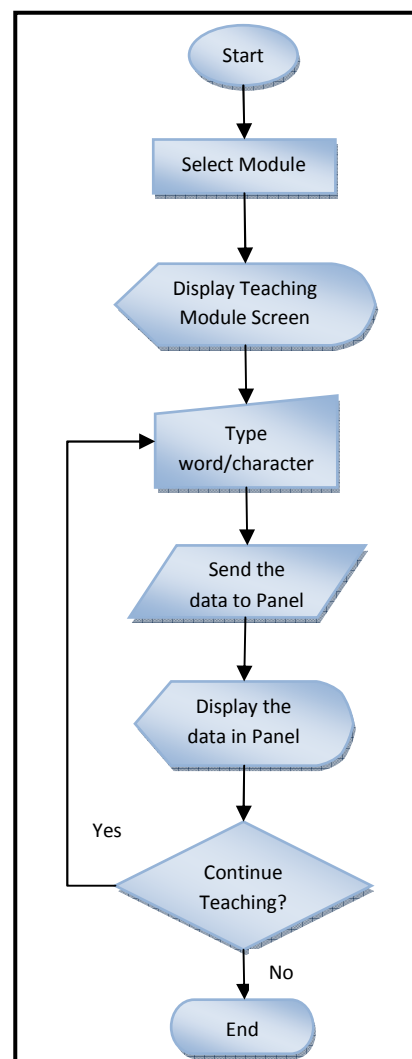 Start
Select Module
Display Teaching
Module Screen
Type
word/character
Send the
data to Panel
Display the
data in Panel
Yes
Continue
Teaching?
No
End